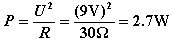 P = U²/R = (9V)²/30Ω = 2.7W